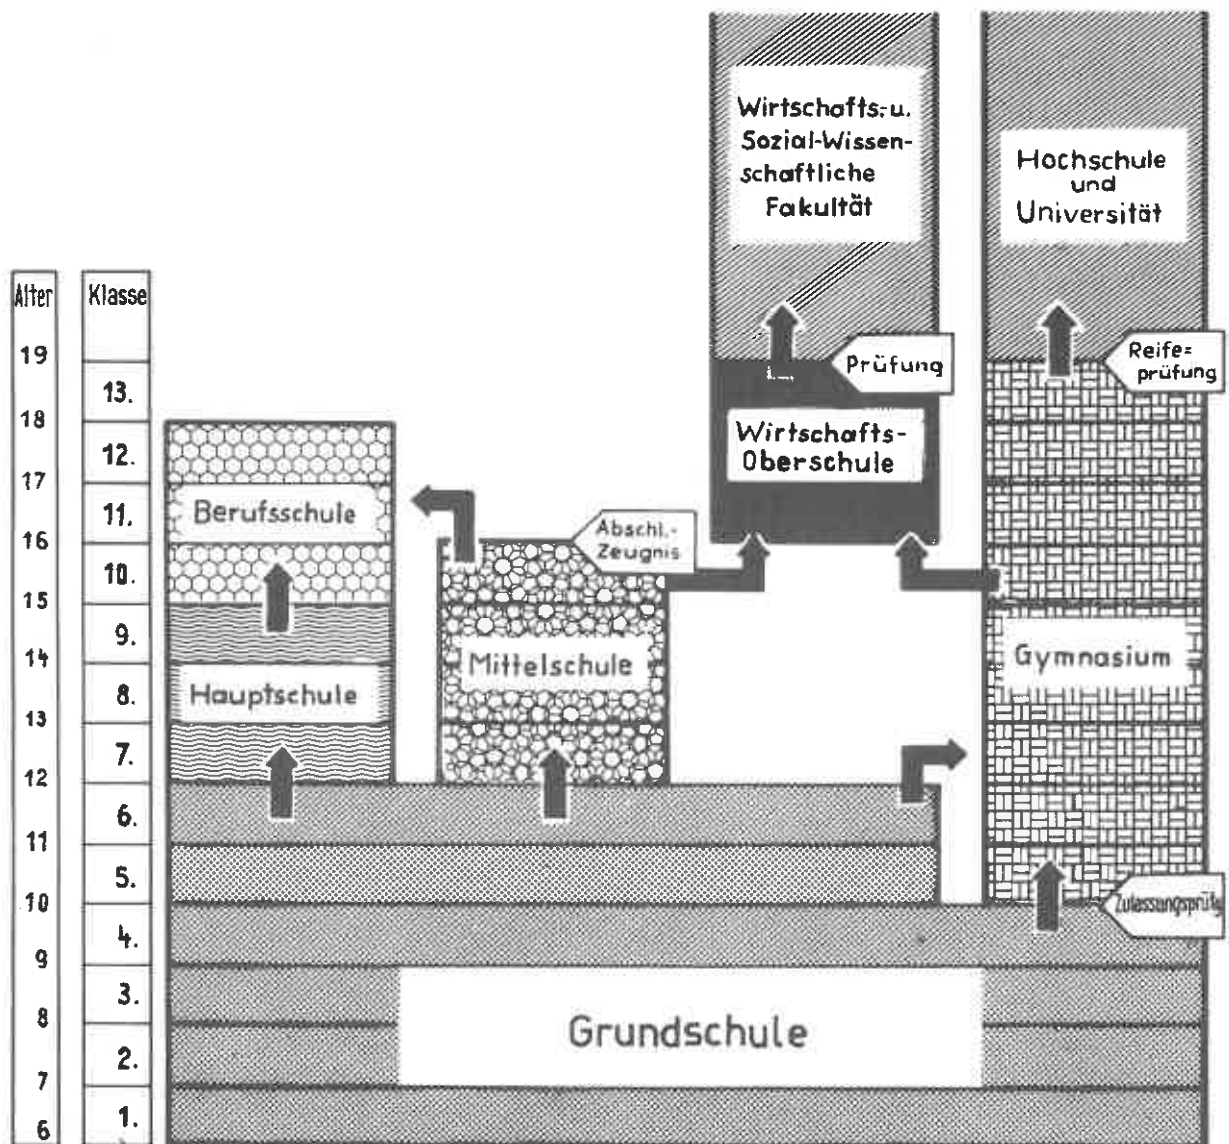 Wirtschafts- u.
Sozial-Wissen-
schaftliche
Fakultät
Hochschule
und
Universität
Alter
Klasse
19
Prüfung
Reife=
prüfung
13.
18
12.
Wirtschafts-
Oberschule
17
11.
Berufsschule
16
Abschl.-
Zeugnis
10.
15
9.
14
Mittelschule
Gymnasium
8.
Hauptschule
13
7.
12
6.
11
5.
10
Zulassungsprüfg
4.
9
3.
8
Grundschule
2.
7
1.
6